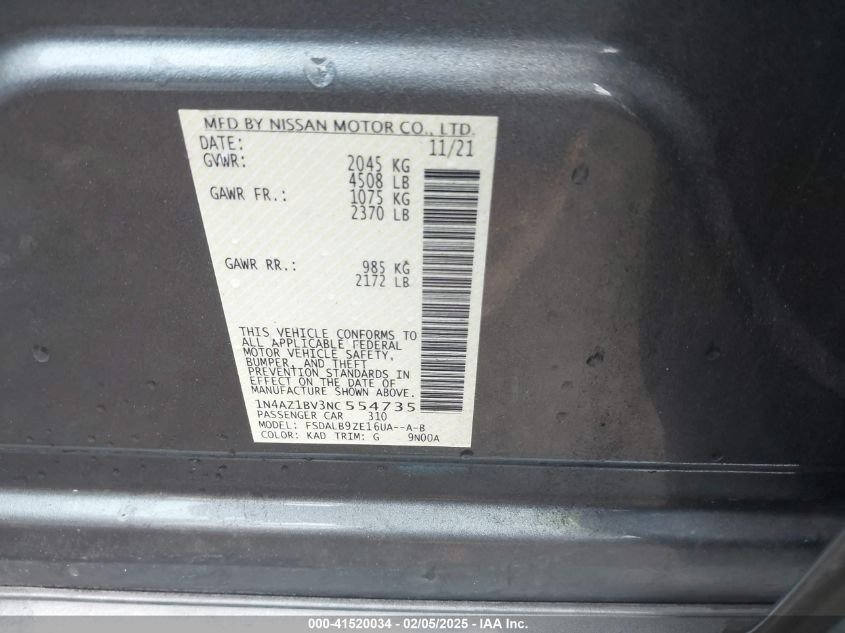 MFD BY NISSAN MOTOR CO., LTD.
DATE: 11/21
GVWR: 2045 KG
4508 LB
GAWR FR.: 1075 KG
2370 LB
GAWR RR.: 985 KG
2172 LB
THIS VEHICLE CONFORMS TO
ALL APPLICABLE FEDERAL
MOTOR VEHICLE SAFETY,
BUMPER, AND THEFT
PREVENTION STANDARDS IN
EFFECT ON THE DATE OF
MANUFACTURE SHOWN ABOVE.
1N4AZ1BV3NC554735
PASSENGER CAR 310
MODEL: FSDALB9ZE16UA--A-B
COLOR: KAD TRIM: G 9N00A
000-41520034 - 02/05/2025 - IAA Inc.